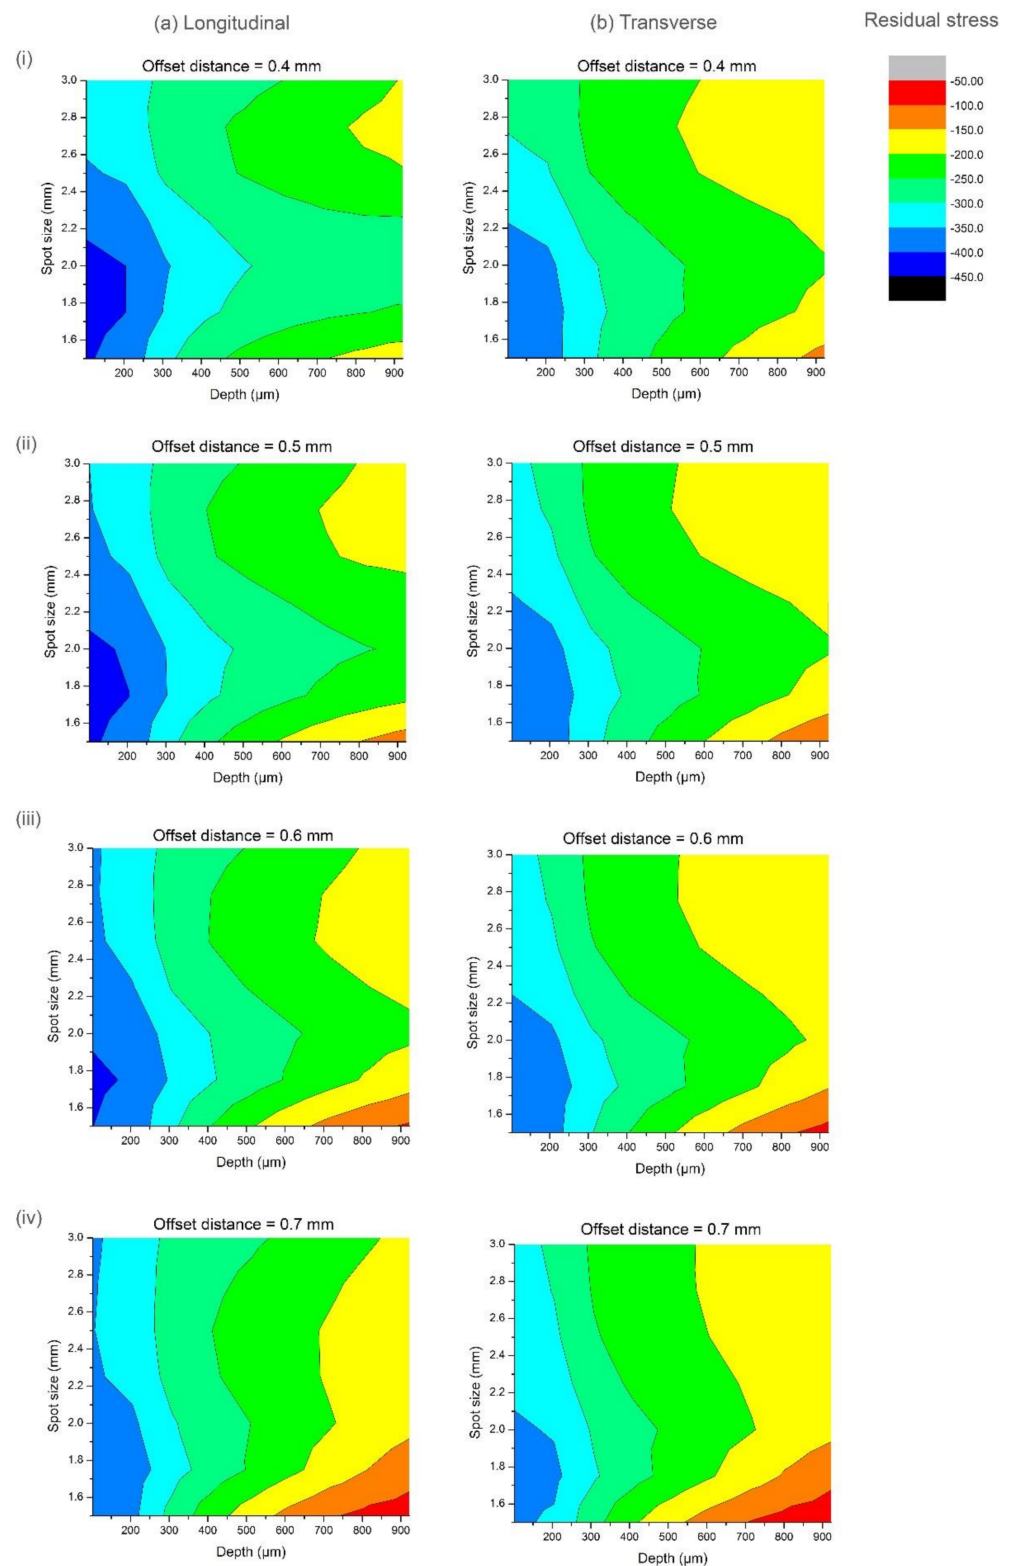 (a) Longitudinal
(b) Transverse
Residual stress
(i)
Offset distance = 0.4 mm
3.0
2.8
2.6
2.4
2.2
2.0
1.8
1.6
Spot size (mm)
200 300 400 500 600 700 800 900
Depth (µm)
Offset distance = 0.4 mm
3.0
2.8
2.6
2.4
2.2
2.0
1.8
1.6
Spot size (mm)
200 300 400 500 600 700 800 900
Depth (µm)
-50.00
-100.0
-150.0
-200.0
-250.0
-300.0
-350.0
-400.0
-450.0
(ii)
Offset distance = 0.5 mm
3.0
2.8
2.6
2.4
2.2
2.0
1.8
1.6
Spot size (mm)
200 300 400 500 600 700 800 900
Depth (µm)
Offset distance = 0.5 mm
3.0
2.8
2.6
2.4
2.2
2.0
1.8
1.6
Spot size (mm)
200 300 400 500 600 700 800 900
Depth (µm)
(iii)
Offset distance = 0.6 mm
3.0
2.8
2.6
2.4
2.2
2.0
1.8
1.6
Spot size (mm)
200 300 400 500 600 700 800 900
Depth (µm)
Offset distance = 0.6 mm
3.0
2.8
2.6
2.4
2.2
2.0
1.8
1.6
Spot size (mm)
200 300 400 500 600 700 800 900
Depth (µm)
(iv)
Offset distance = 0.7 mm
3.0
2.8
2.6
2.4
2.2
2.0
1.8
1.6
Spot size (mm)
200 300 400 500 600 700 800 900
Depth (µm)
Offset distance = 0.7 mm
3.0
2.8
2.6
2.4
2.2
2.0
1.8
1.6
Spot size (mm)
200 300 400 500 600 700 800 900
Depth (µm)